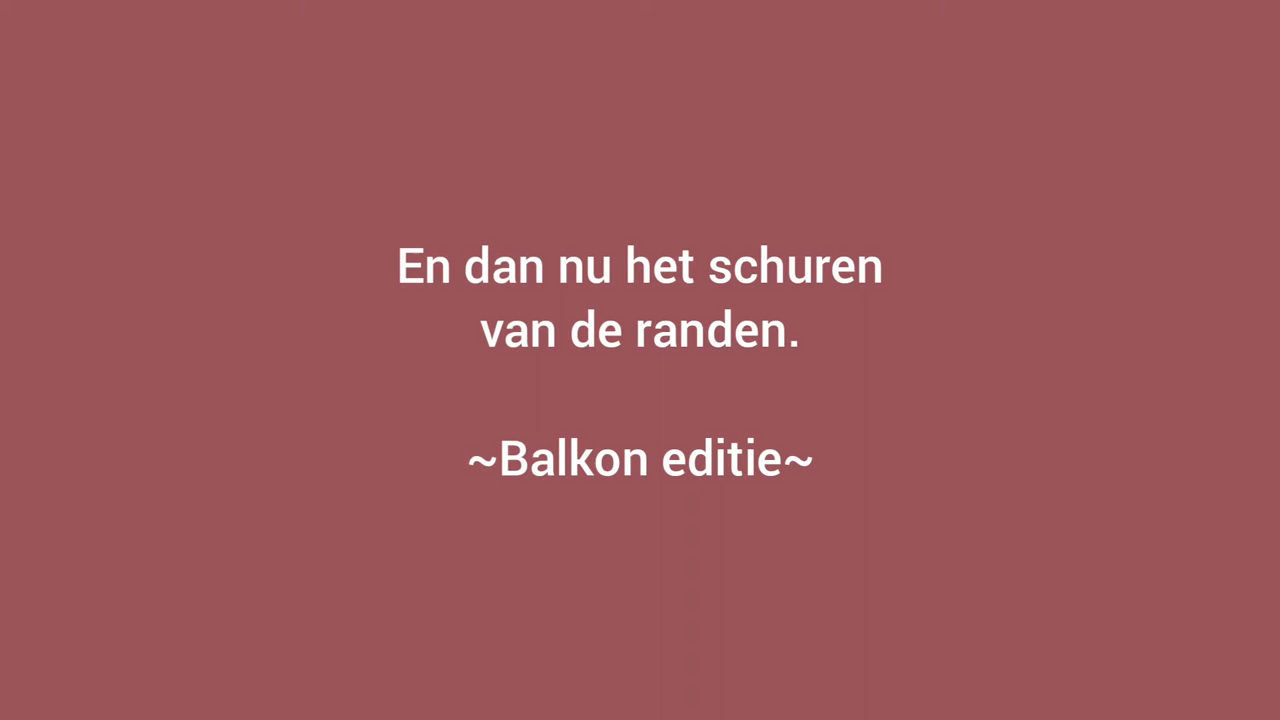 En dan nu het schuren
van de randen.
~Balkon editie~